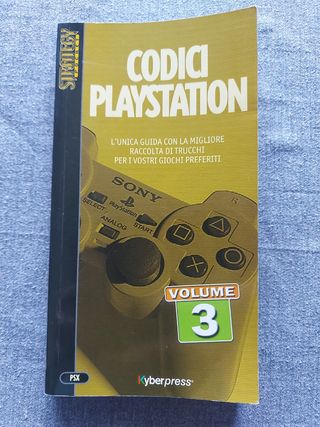 STRATEGY
CODICI
PLAYSTATION
L'UNICA GUIDA CON LA MIGLIORE
RACCOLTA DI TRUCCHI
PER I VOSTRI GIOCHI PREFERITI
SONY
SELECT
PlayStation
START
ANALOG
VOLUME
3
PSX
Kyberpress